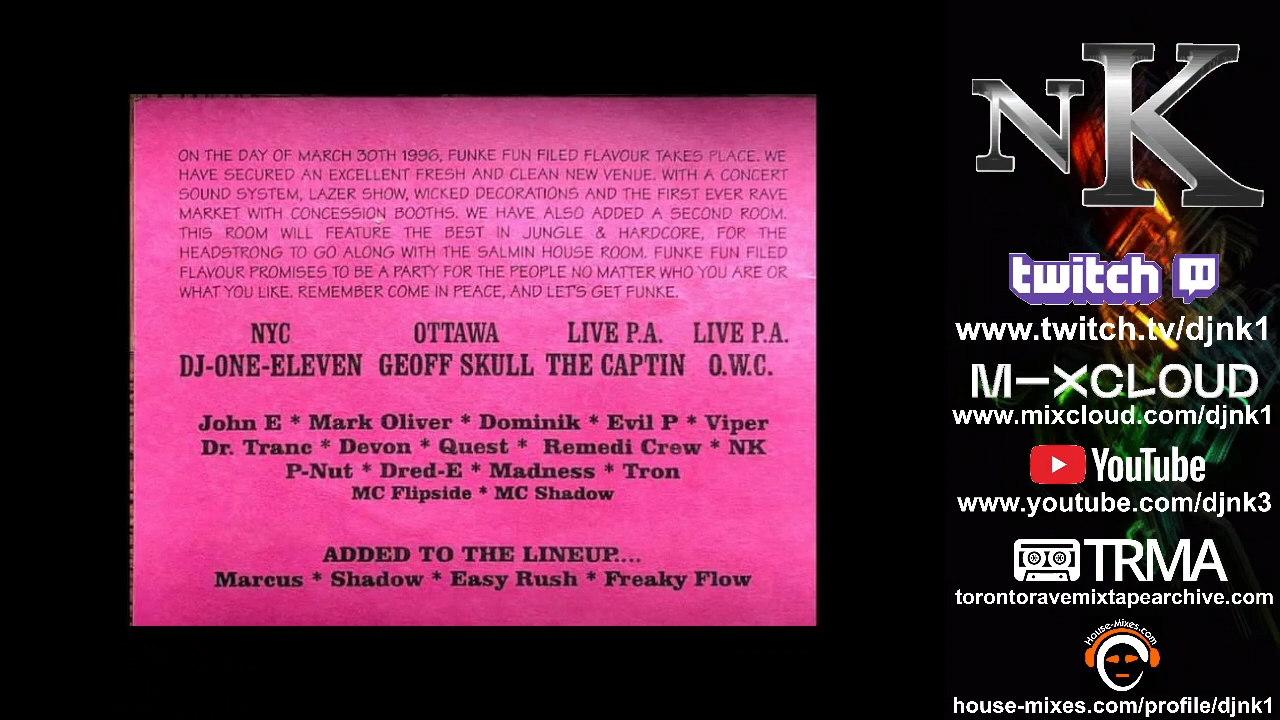 ON THE DAY OF MARCH 30TH 1996, FUNKE FUN FILED FLAVOUR TAKES PLACE. WE
HAVE SECURED AN EXCELLENT FRESH AND CLEAN NEW VENUE. WITH A CONCERT
SOUND SYSTEM, LAZER SHOW, WICKED DECORATIONS AND THE FIRST EVER RAVE
MARKET WITH CONCESSION BOOTHS. WE HAVE ALSO ADDED A SECOND ROOM.
THIS ROOM WILL FEATURE THE BEST IN JUNGLE & HARDCORE, FOR THE
HEADSTRONG TO GO ALONG WITH THE SALMIN HOUSE ROOM. FUNKE FUN FILED
FLAVOUR PROMISES TO BE A PARTY FOR THE PEOPLE NO MATTER WHO YOU ARE OR
WHAT YOU LIKE. REMEMBER COME IN PEACE, AND LET'S GET FUNKE.
NYC OTTAWA LIVE P.A. LIVE P.A.
DJ-ONE-ELEVEN GEOFF SKULL THE CAPTIN O.W.C.
John E * Mark Oliver * Dominik * Evil P * Viper
Dr. Tranc * Devon * Quest * Remedi Crew * NK
P-Nut * Dred-E * Madness * Tron
MC Flipside * MC Shadow
ADDED TO THE LINEUP....
Marcus * Shadow * Easy Rush * Freaky Flow
NK
twitch
www.twitch.tv/djnk1
M-XCLOUD
www.mixcloud.com/djnk1
YouTube
www.youtube.com/djnk3
TRMA
torontoravemixtapearchive.com
House-Mixes.com
house-mixes.com/profile/djnk1